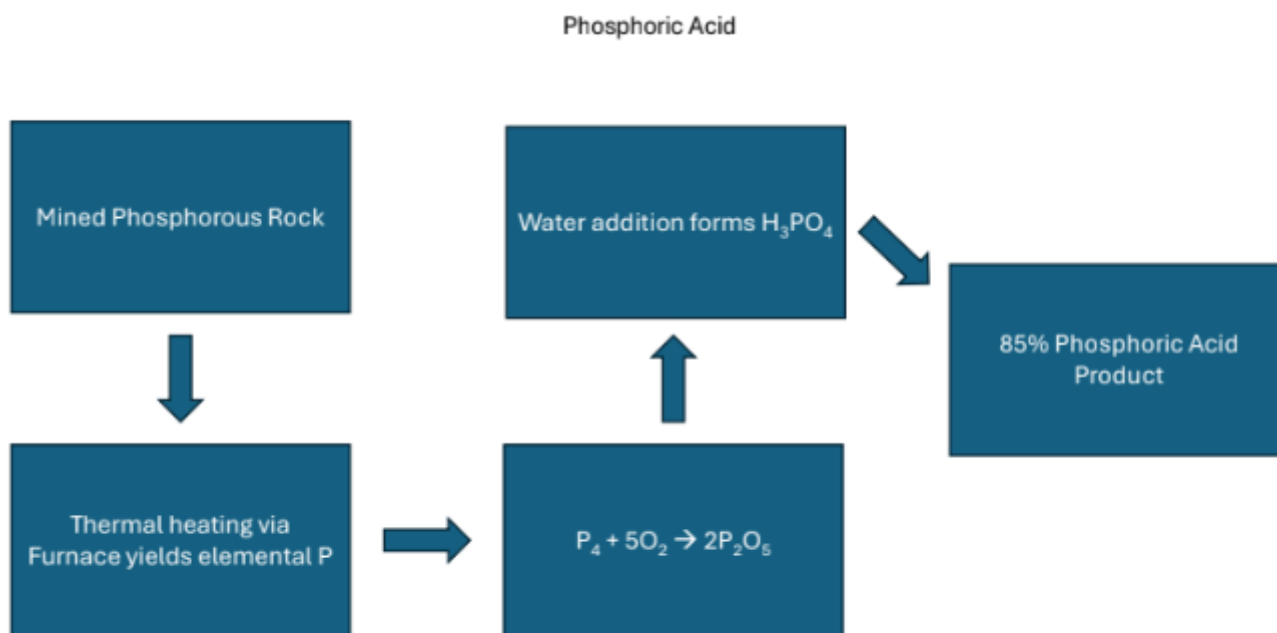 Phosphoric Acid
Mined Phosphorous Rock
Thermal heating via
Furnace yields elemental P
P₄ + 5O₂ → 2P₂O₅
Water addition forms H₃PO₄
85% Phosphoric Acid
Product